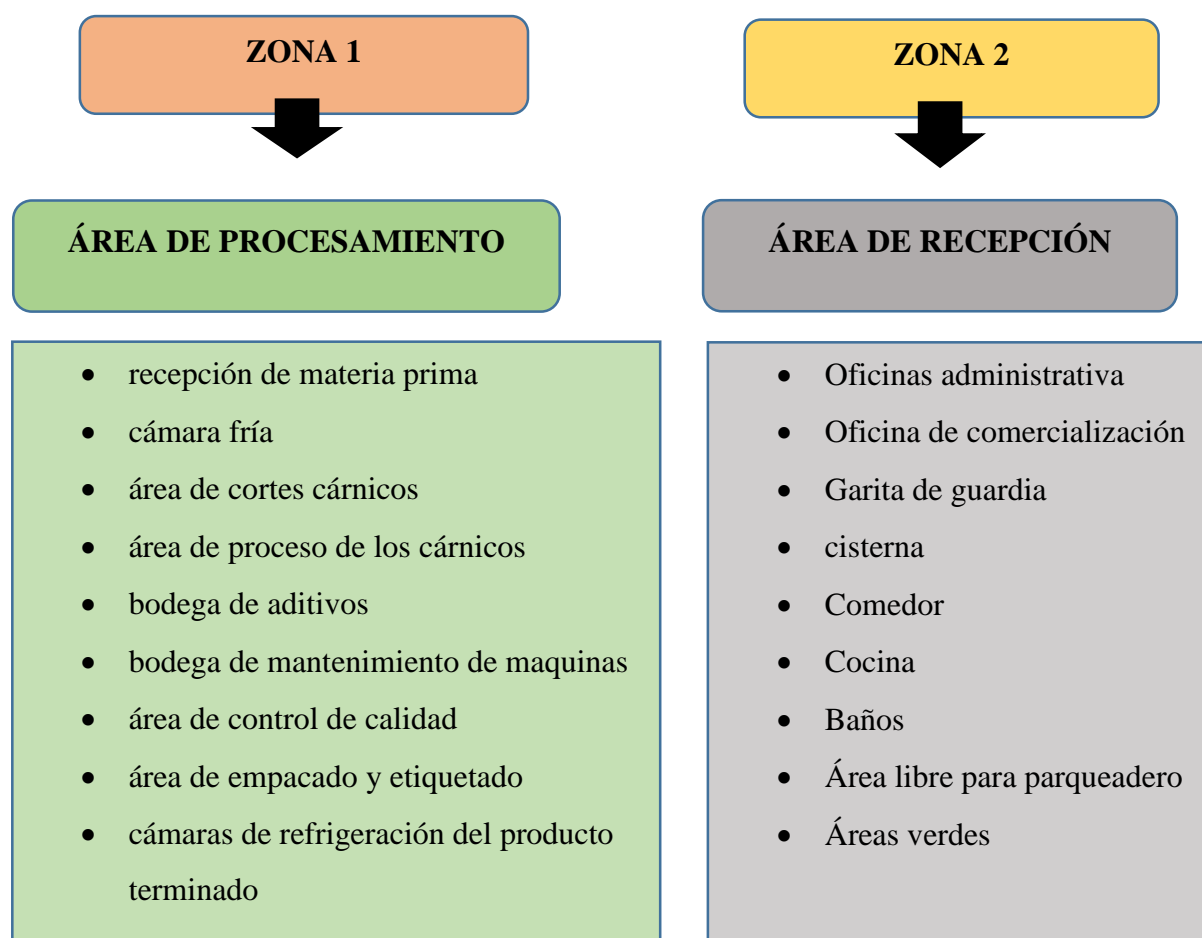 ZONA 1
ÁREA DE PROCESAMIENTO
• recepción de materia prima
• cámara fría
• área de cortes cárnicos
• área de proceso de los cárnicos
• bodega de aditivos
• bodega de mantenimiento de maquinas
• área de control de calidad
• área de empacado y etiquetado
• cámaras de refrigeración del producto
terminado
ZONA 2
ÁREA DE RECEPCIÓN
• Oficinas administrativa
• Oficina de comercialización
• Garita de guardia
• cisterna
• Comedor
• Cocina
• Baños
• Área libre para parqueadero
• Áreas verdes